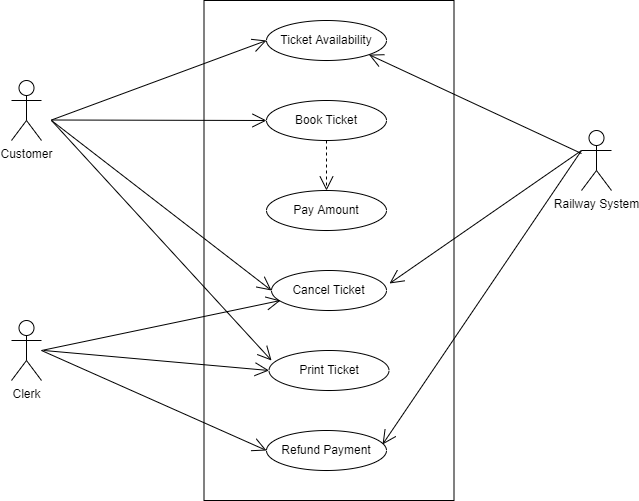 Ticket Availability
Book Ticket
Customer
Railway System
Pay Amount
Cancel Ticket
Print Ticket
Clerk
Refund Payment